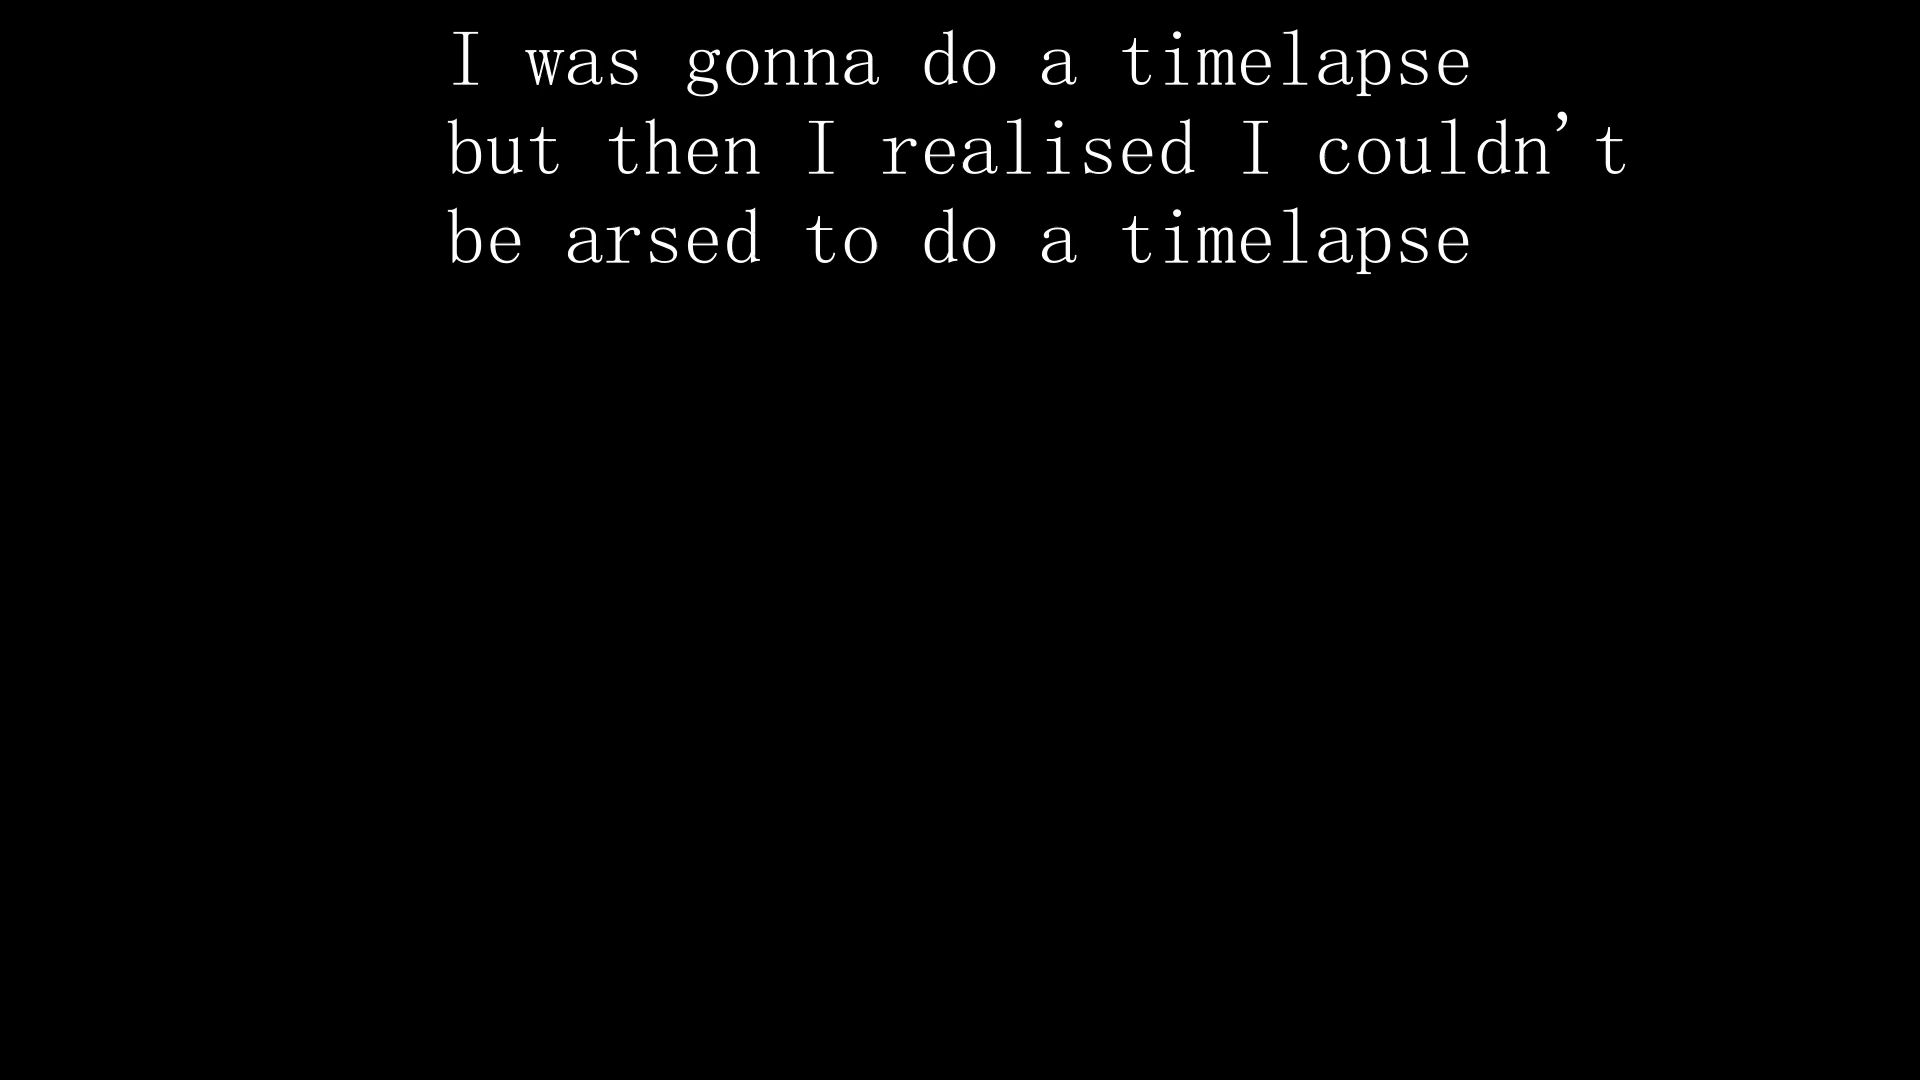 I was gonna do a timelapse
but then I realised I couldn't
be arsed to do a timelapse